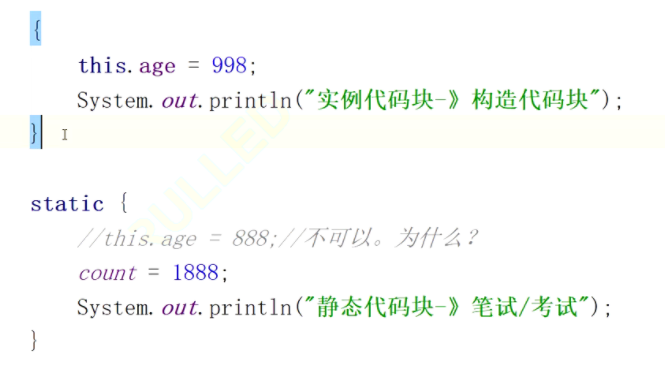 {
this.age = 998;
System.out.println("实例代码块-》构造代码块");
}
static {
//this.age = 888;//不可以。为什么?
count = 1888;
System.out.println("静态代码块-》笔试/考试");
}
PULLED